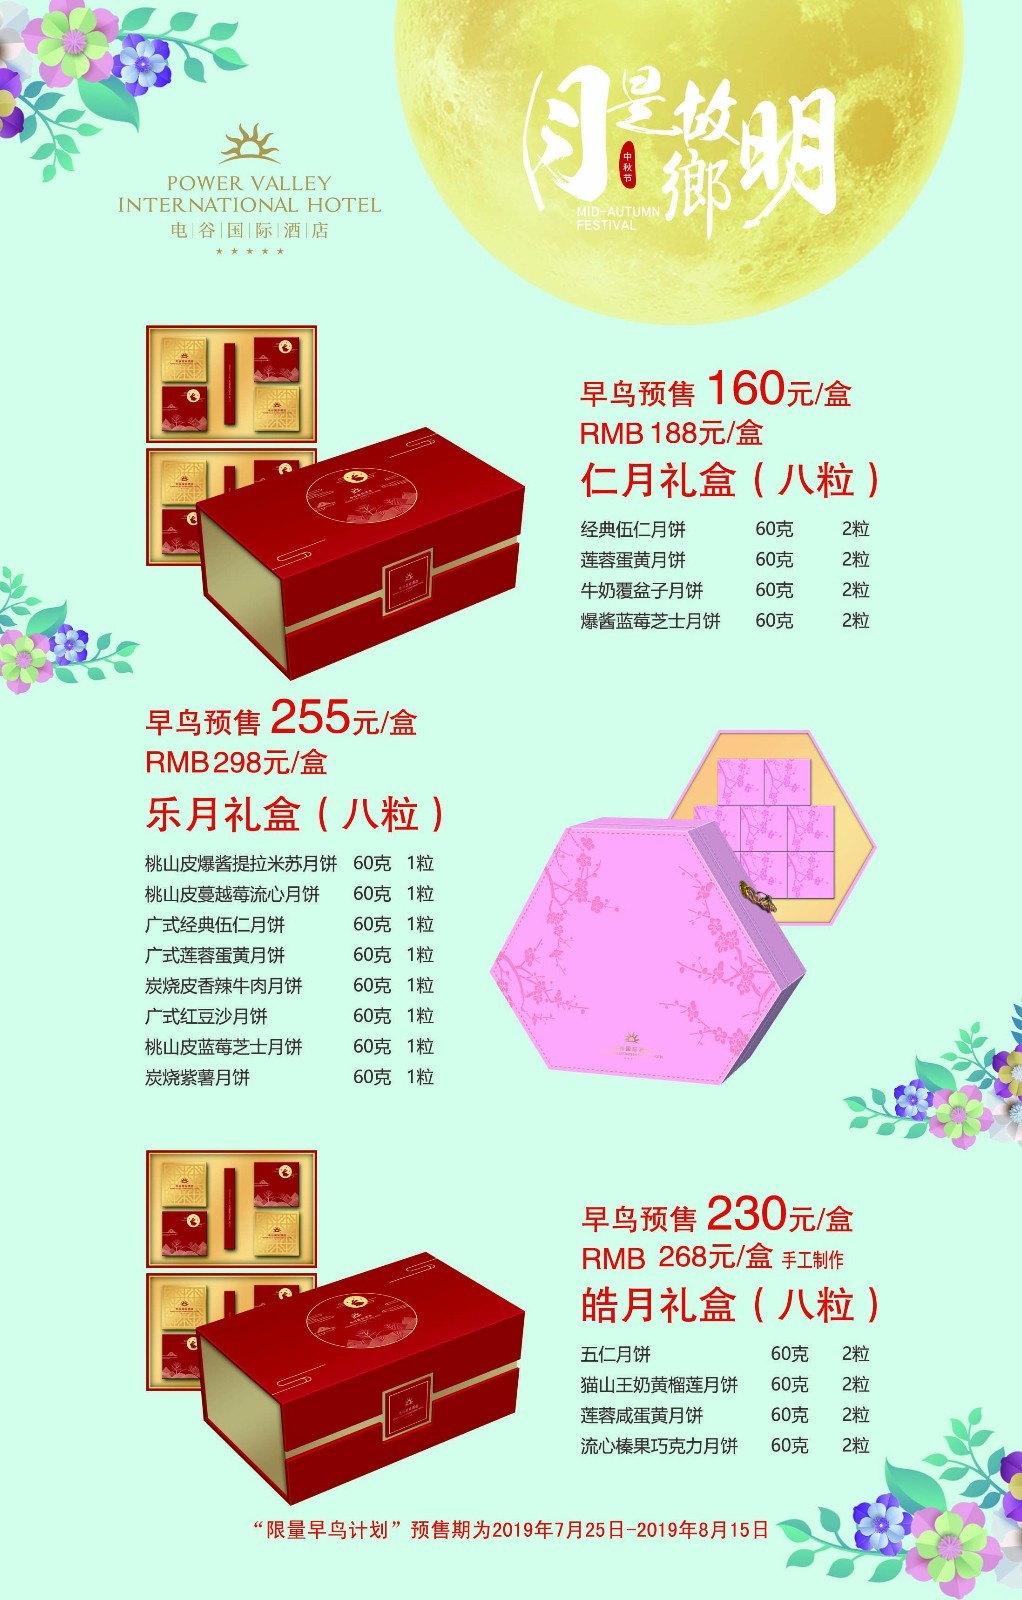 POWER VALLEY
INTERNATIONAL HOTEL
电谷国际酒店
月是故鄉明
中秋节
MID-AUTUMN
FESTIVAL
早鸟预售 160元/盒
RMB 188元/盒
仁月礼盒（八粒）
经典伍仁月饼 60克 2粒
莲蓉蛋黄月饼 60克 2粒
牛奶覆盆子月饼 60克 2粒
爆酱蓝莓芝士月饼 60克 2粒
早鸟预售 255元/盒
RMB 298元/盒
乐月礼盒（八粒）
桃山皮爆酱提拉米苏月饼 60克 1粒
桃山皮蔓越莓流心月饼 60克 1粒
广式经典伍仁月饼 60克 1粒
广式莲蓉蛋黄月饼 60克 1粒
炭烧皮香辣牛肉月饼 60克 1粒
广式红豆沙月饼 60克 1粒
桃山皮蓝莓芝士月饼 60克 1粒
炭烧紫薯月饼 60克 1粒
早鸟预售 230元/盒
RMB 268元/盒 手工制作
皓月礼盒（八粒）
五仁月饼 60克 2粒
猫山王奶黄榴莲月饼 60克 2粒
莲蓉咸蛋黄月饼 60克 2粒
流心榛果巧克力月饼 60克 2粒
“限量早鸟计划”预售期为2019年7月25日-2019年8月15日